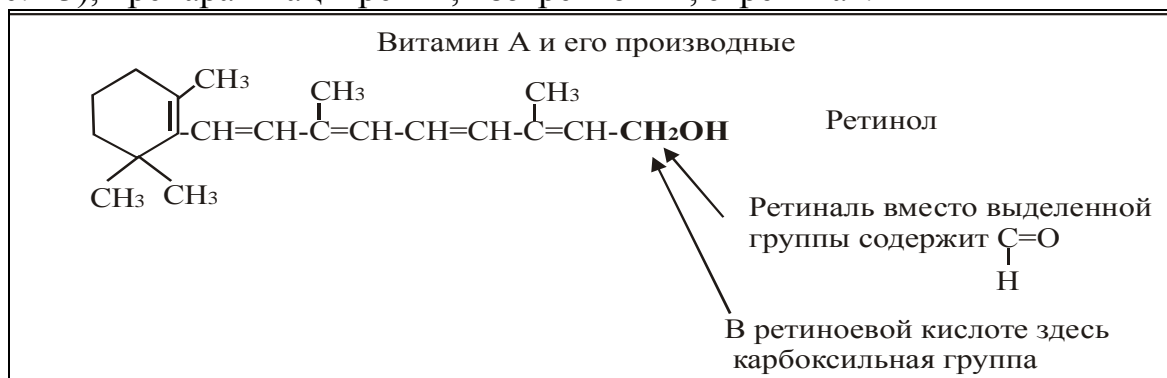 Витамин А и его производные
CH3
CH3
CH3
-CH=CH-C=CH-CH=CH-C=CH-CH2OH
Ретинол
CH3
CH3
Ретиналь вместо выделенной
группы содержит C=O
H
В ретиноевой кислоте здесь
карбоксильная группа